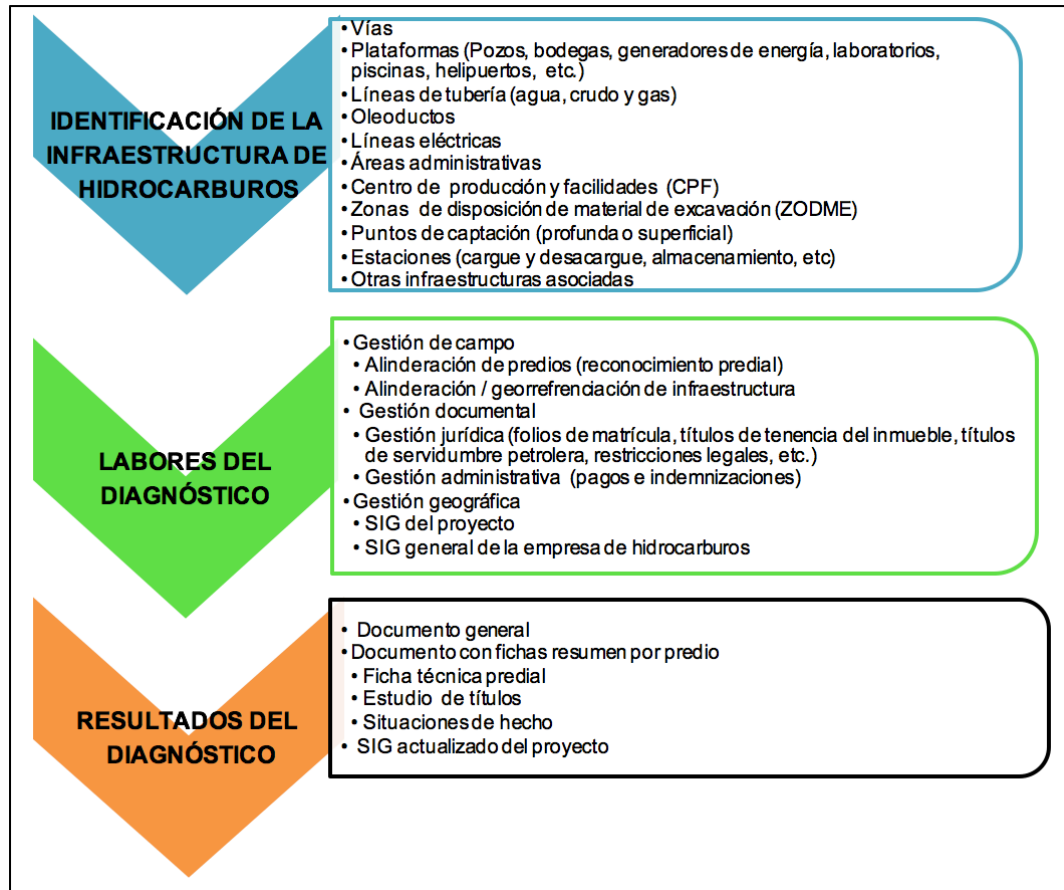 IDENTIFICACIÓN DE LA
INFRAESTRUCTURA DE
HIDROCARBUROS
• Vías
• Plataformas (Pozos, bodegas, generadores de energía, laboratorios,
piscinas, helipuertos, etc.)
• Líneas de tubería (agua, crudo y gas)
• Oleoductos
• Líneas eléctricas
• Áreas administrativas
• Centro de producción y facilidades (CPF)
• Zonas de disposición de material de excavación (ZODME)
• Puntos de captación (profunda o superficial)
• Estaciones (cargue y desacargue, almacenamiento, etc)
• Otras infraestructuras asociadas
LABORES DEL
DIAGNÓSTICO
• Gestión de campo
• Alinderación de predios (reconocimiento predial)
• Alinderación / georrefrenciación de infraestructura
• Gestión documental
• Gestión jurídica (folios de matrícula, títulos de tenencia del inmueble, títulos
de servidumbre petrolera, restricciones legales, etc.)
• Gestión administrativa (pagos e indemnizaciones)
• Gestión geográfica
• SIG del proyecto
• SIG general de la empresa de hidrocarburos
RESULTADOS DEL
DIAGNÓSTICO
• Documento general
• Documento con fichas resumen por predio
• Ficha técnica predial
• Estudio de títulos
• Situaciones de hecho
• SIG actualizado del proyecto